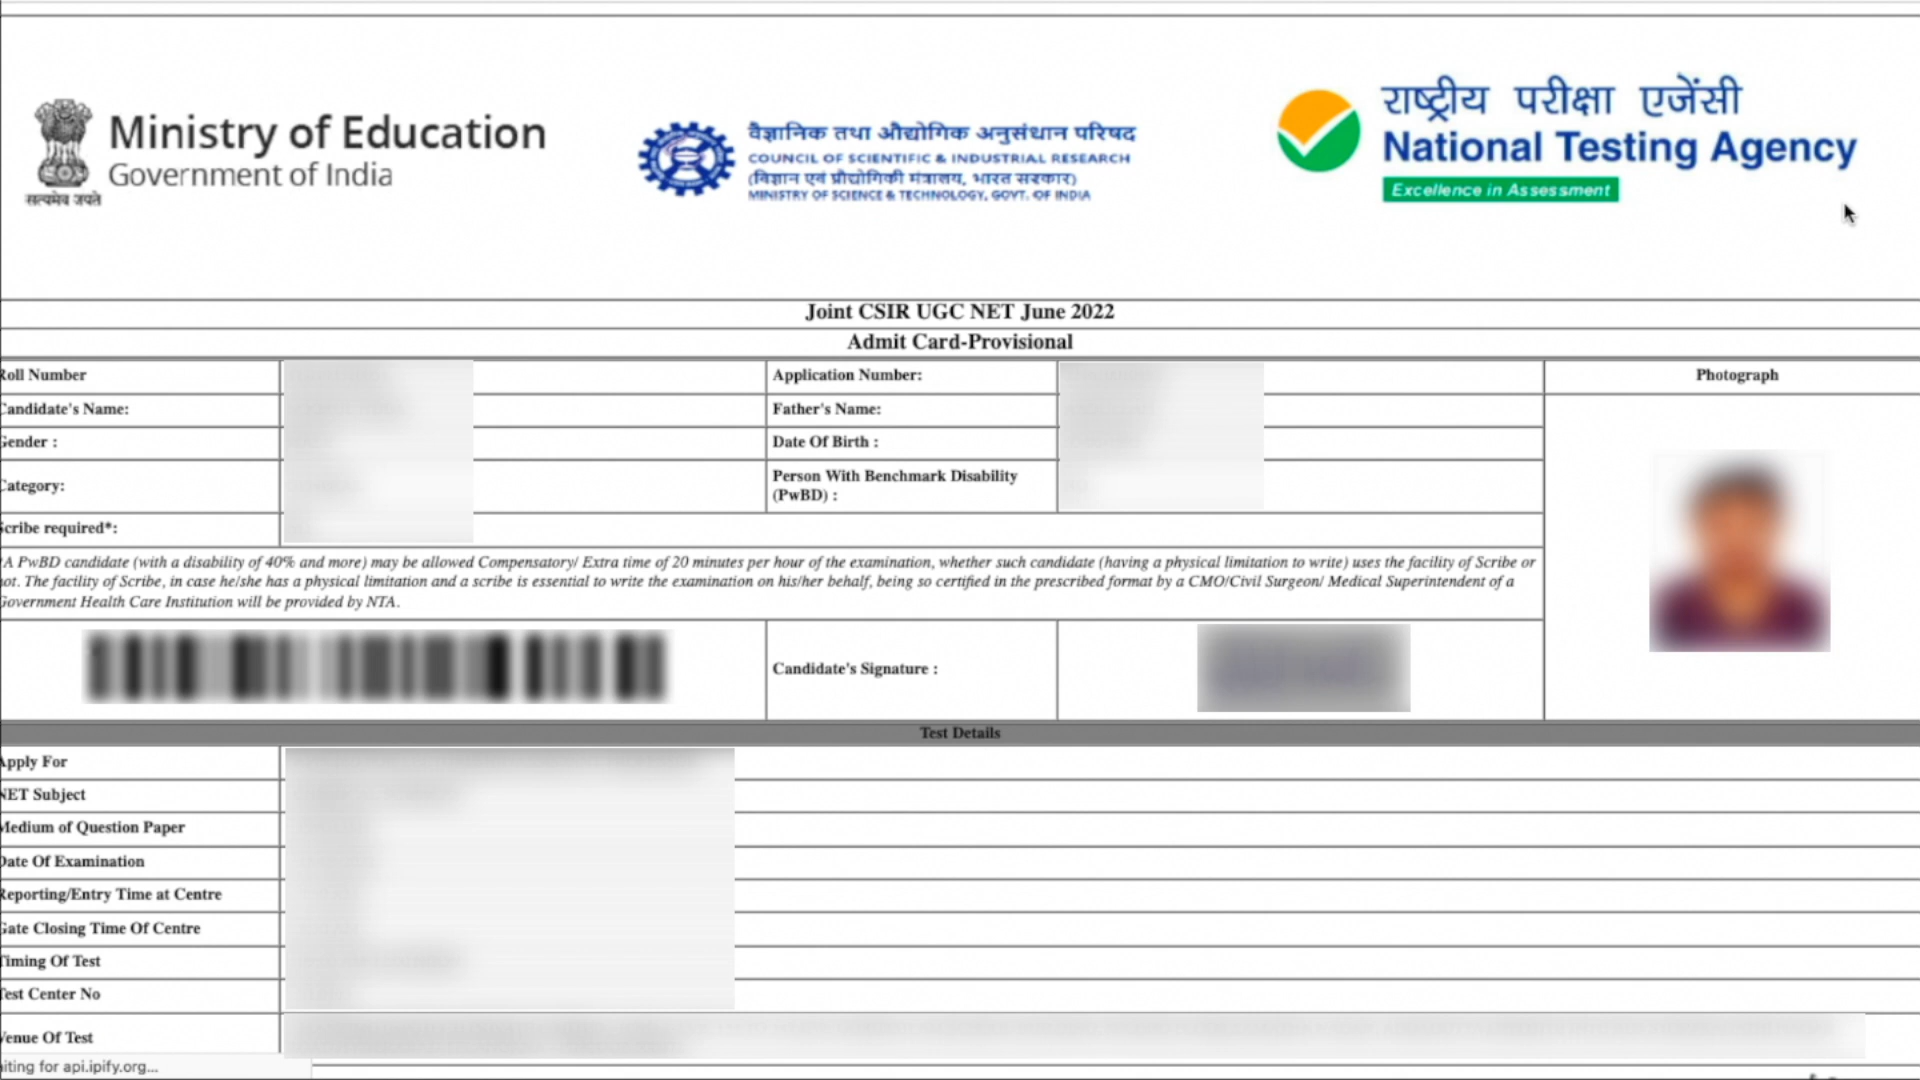 Ministry of Education
Government of India
सत्यमेव जयते
वैज्ञानिक तथा औद्योगिक अनुसंधान परिषद
COUNCIL OF SCIENTIFIC & INDUSTRIAL RESEARCH
(विज्ञान एवं प्रौद्योगिकी मंत्रालय, भारत सरकार)
MINISTRY OF SCIENCE & TECHNOLOGY, GOVT. OF INDIA
राष्ट्रीय परीक्षा एजेंसी
National Testing Agency
Excellence in Assessment
Joint CSIR UGC NET June 2022
Admit Card-Provisional
Roll Number
Application Number:
Photograph
Candidate's Name:
Father's Name:
Gender :
Date Of Birth :
Category:
Person With Benchmark Disability
(PwBD) :
Scribe required*:
A PwBD candidate (with a disability of 40% and more) may be allowed Compensatory/ Extra time of 20 minutes per hour of the examination, whether such candidate (having a physical limitation to write) uses the facility of Scribe or
not. The facility of Scribe, in case he/she has a physical limitation and a scribe is essential to write the examination on his/her behalf, being so certified in the prescribed format by a CMO/Civil Surgeon/ Medical Superintendent of a
Government Health Care Institution will be provided by NTA.
Candidate's Signature :
Test Details
Apply For
NET Subject
Medium of Question Paper
Date Of Examination
Reporting/Entry Time at Centre
Gate Closing Time Of Centre
Timing Of Test
Test Center No
Venue Of Test
iting for api.ipify.org...